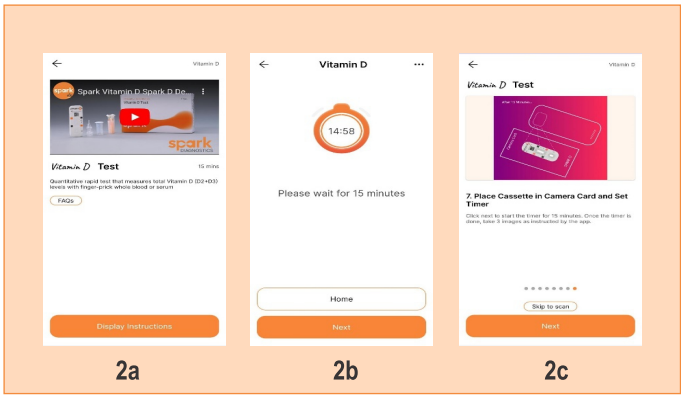 Vitamin D
spark
Spark Vitamin D Spark D De...
Vitamin D Test
spark
DIAGNOSTICS
Vitamin D Test
15 mins
Quantitative rapid test that measures total Vitamin D (D2+D3)
levels with finger-prick whole blood or serum
FAQs
Display Instructions
2a
Vitamin D
14:58
Please wait for 15 minutes
Home
Next
2b
Vitamin D
Vitamin D Test
7. Place Cassette in Camera Card and Set
Timer
Click next to start the timer for 15 minutes. Once the timer is
done, take 3 images as instructed by the app.
Skip to scan
Next
2c